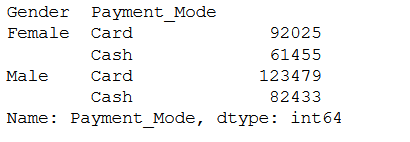 Gender  Payment_Mode
Female  Card             92025
        Cash             61455
Male    Card            123479
        Cash             82433
Name: Payment_Mode, dtype: int64